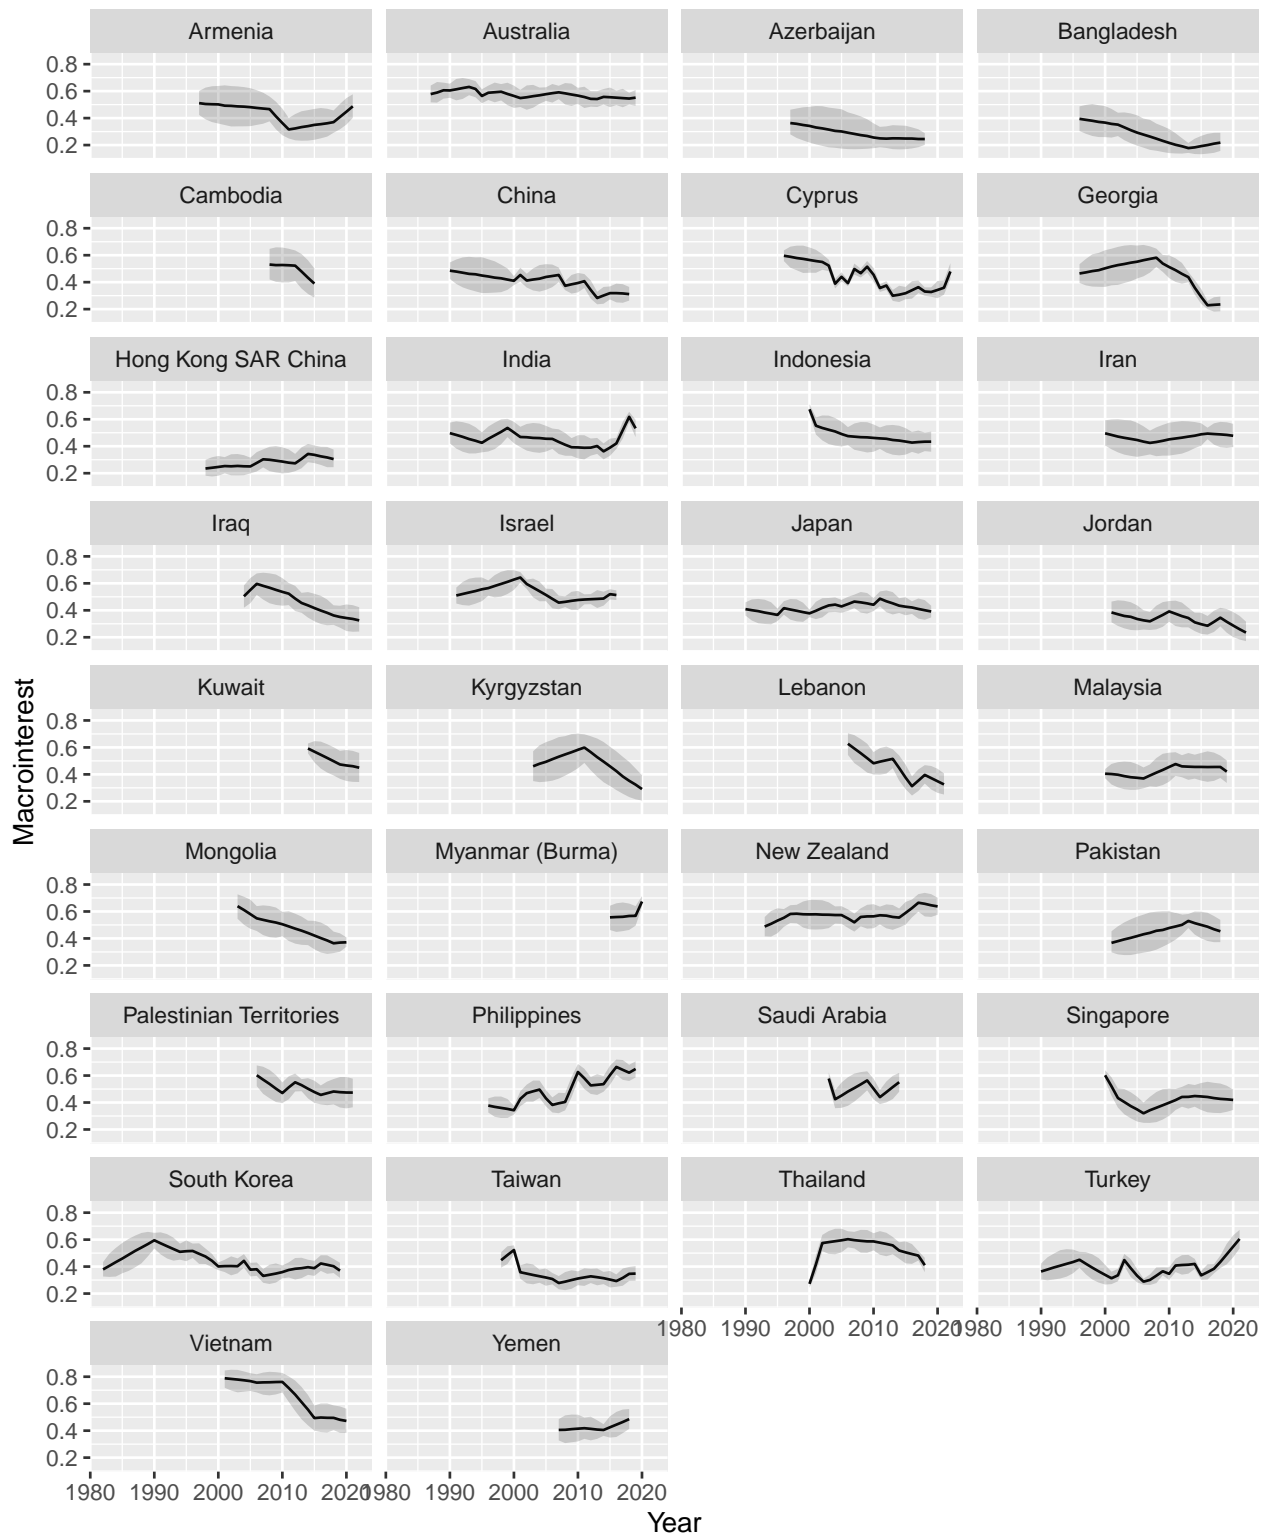 Armenia Australia Azerbaijan Bangladesh
0.8
0.6
0.4
0.2
Cambodia China Cyprus Georgia
0.8
0.6
0.4
0.2
Hong Kong SAR China India Indonesia Iran
0.8
0.6
0.4
0.2
Iraq Israel Japan Jordan
0.8
0.6
0.4
0.2
Macrointerest
Kuwait Kyrgyzstan Lebanon Malaysia
0.8
0.6
0.4
0.2
Mongolia Myanmar (Burma) New Zealand Pakistan
0.8
0.6
0.4
0.2
Palestinian Territories Philippines Saudi Arabia Singapore
0.8
0.6
0.4
0.2
South Korea Taiwan Thailand Turkey
0.8
0.6
0.4
0.2
1980 1990 2000 2010 2020 1980 1990 2000 2010 2020
Vietnam Yemen
0.8
0.6
0.4
0.2
1980 1990 2000 2010 2020 1980 1990 2000 2010 2020
Year